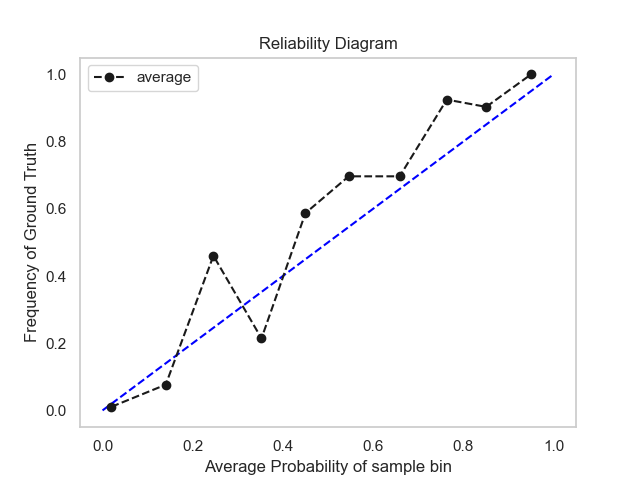 Reliability Diagram
average
Frequency of Ground Truth
1.0
0.8
0.6
0.4
0.2
0.0
0.0 0.2 0.4 0.6 0.8 1.0
Average Probability of sample bin